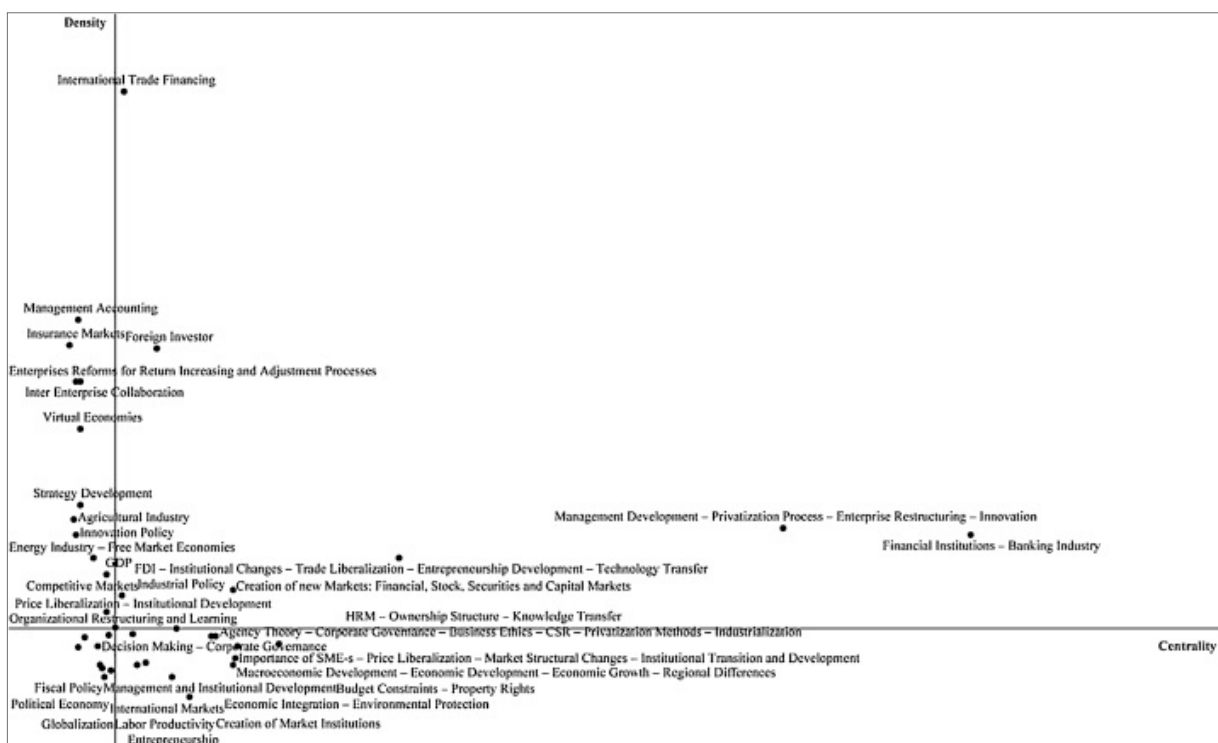 Density
International Trade Financing
Management Accounting
Insurance Markets
Foreign Investor
Enterprises Reforms for Return Increasing and Adjustment Processes
Inter Enterprise Collaboration
Virtual Economies
Strategy Development
Agricultural Industry
Management Development – Privatization Process – Enterprise Restructuring – Innovation
Innovation Policy
Financial Institutions – Banking Industry
Energy Industry – Free Market Economies
GDP
FDI – Institutional Changes – Trade Liberalization – Entrepreneurship Development – Technology Transfer
Competitive Markets
Industrial Policy
Creation of new Markets: Financial, Stock, Securities and Capital Markets
Price Liberalization – Institutional Development
Organizational Restructuring and Learning
HRM – Ownership Structure – Knowledge Transfer
Agency Theory – Corporate Governance – Business Ethics – CSR – Privatization Methods – Industrialization
Decision Making – Corporate Governance
Centrality
Importance of SME-s – Price Liberalization – Market Structural Changes – Institutional Transition and Development
Macroeconomic Development – Economic Development – Economic Growth – Regional Differences
Fiscal Policy
Management and Institutional Development
Budget Constraints – Property Rights
Political Economy
International Markets
Economic Integration – Environmental Protection
Globalization
Labor Productivity
Creation of Market Institutions
Entrepreneurship